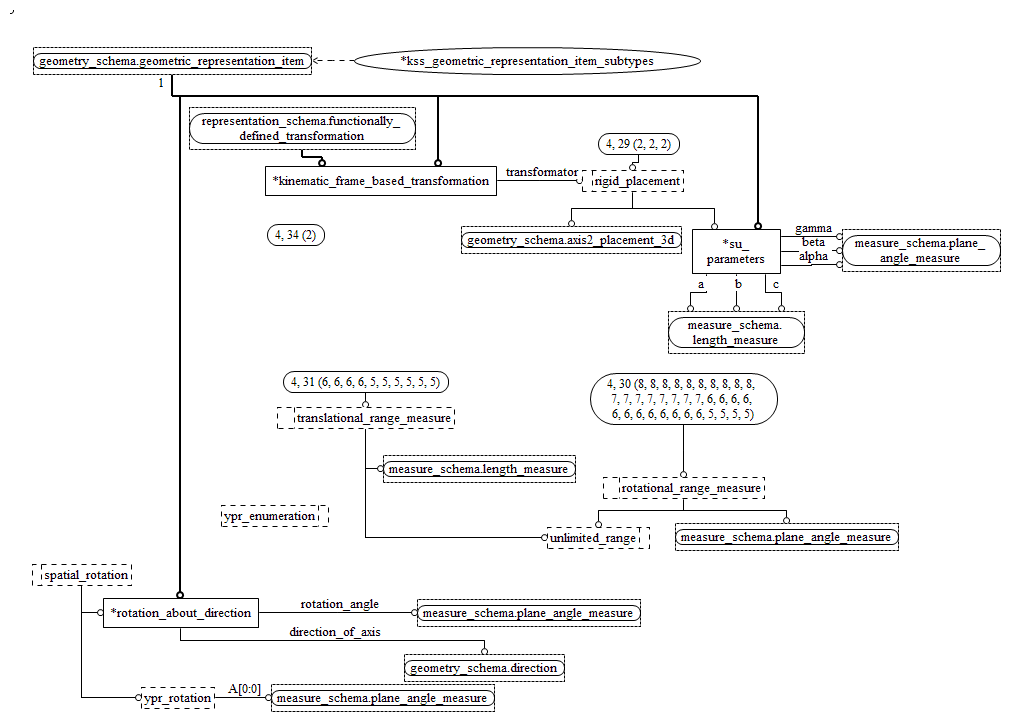 geometry_schema.geometric_representation_item
*kss_geometric_representation_item_subtypes
1
representation_schema.functionally_
defined_transformation
4, 29 (2, 2, 2)
*kinematic_frame_based_transformation
transformator
rigid_placement
4, 34 (2)
geometry_schema.axis2_placement_3d
*su_
parameters
gamma
beta
alpha
measure_schema.plane_
angle_measure
a
b
c
measure_schema.
length_measure
4, 31 (6, 6, 6, 6, 5, 5, 5, 5, 5, 5)
translational_range_measure
4, 30 (8, 8, 8, 8, 8, 8, 8, 8, 8, 8,
7, 7, 7, 7, 7, 7, 7, 7, 6, 6, 6, 6,
6, 6, 6, 6, 6, 6, 6, 6, 5, 5, 5, 5)
measure_schema.length_measure
rotational_range_measure
ypr_enumeration
unlimited_range
measure_schema.plane_angle_measure
spatial_rotation
*rotation_about_direction
rotation_angle
measure_schema.plane_angle_measure
direction_of_axis
geometry_schema.direction
ypr_rotation
A[0:0]
measure_schema.plane_angle_measure